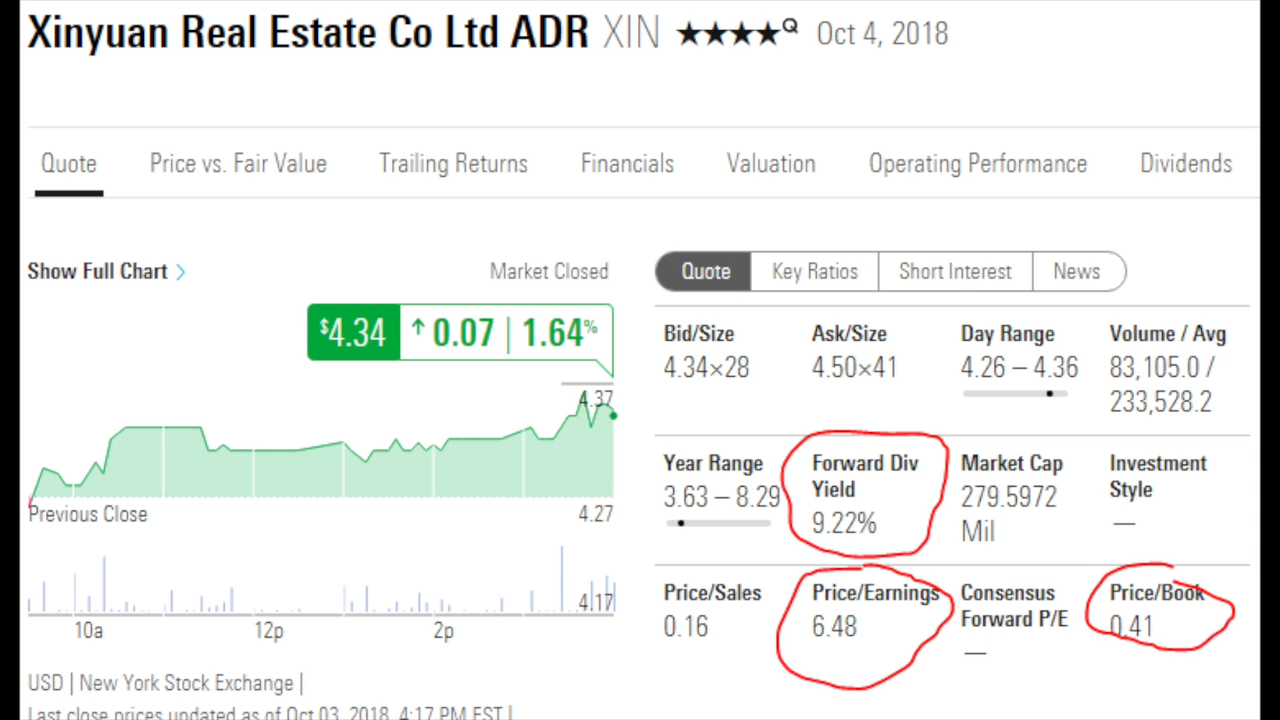 Xinyuan Real Estate Co Ltd ADR XIN ★★★★Q Oct 4, 2018
Quote Price vs. Fair Value Trailing Returns Financials Valuation Operating Performance Dividends
Show Full Chart > Market Closed
$4.34 ↑ 0.07 | 1.64%
4.37
Previous Close 4.27
4.17
10a 12p 2p
USD | New York Stock Exchange |
Last close prices updated as of Oct 03, 2018, 4:17 PM EST |
Quote Key Ratios Short Interest News
Bid/Size Ask/Size Day Range Volume / Avg
4.34×28 4.50×41 4.26 – 4.36 83,105.0 /
233,528.2
Year Range Forward Div Market Cap Investment
Yield Style
3.63 – 8.29 9.22% 279.5972 —
Mil
Price/Sales Price/Earnings Consensus Price/Book
Forward P/E
0.16 6.48 — 0.41